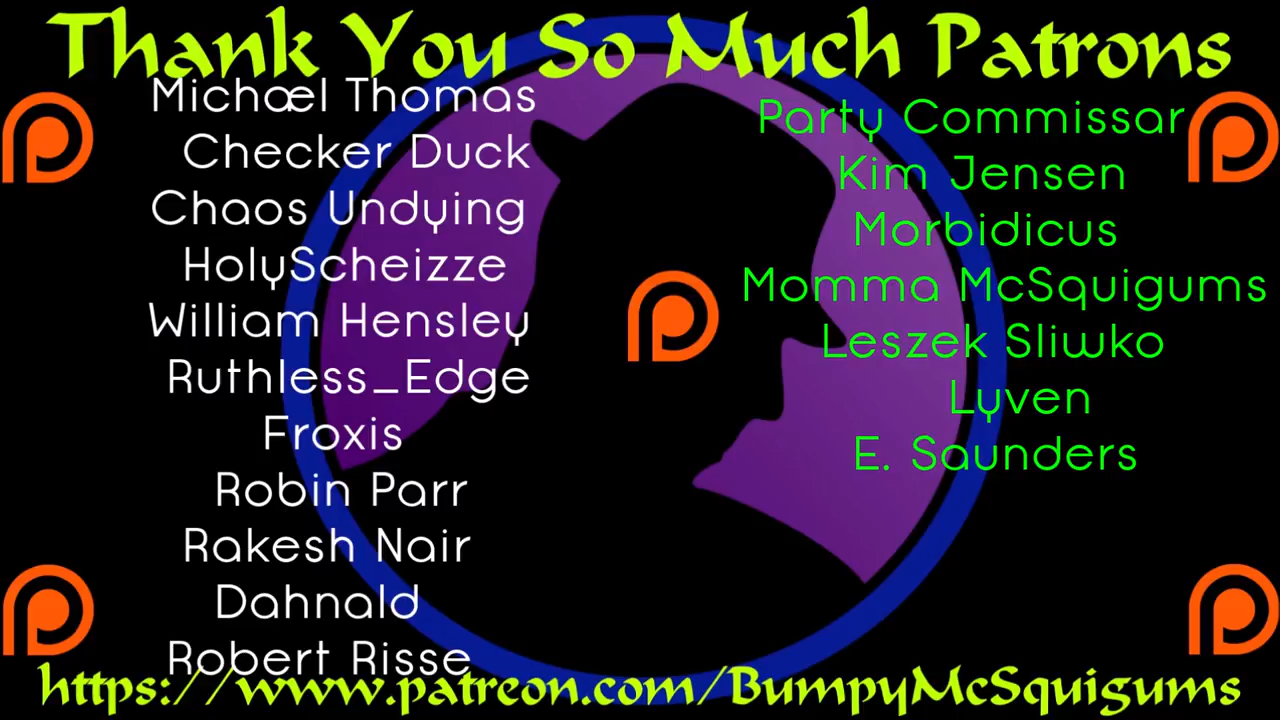 Thank You So Much Patrons
Michael Thomas
Checker Duck
Chaos Undying
HolyScheizze
William Hensley
Ruthless_Edge
Froxis
Robin Parr
Rakesh Nair
Dahnald
Robert Risse
Party Commissar
Kim Jensen
Morbidicus
Momma McSquigums
Leszek Sliwko
Lyven
E. Saunders
https://www.patreon.com/BumpyMcSquigums